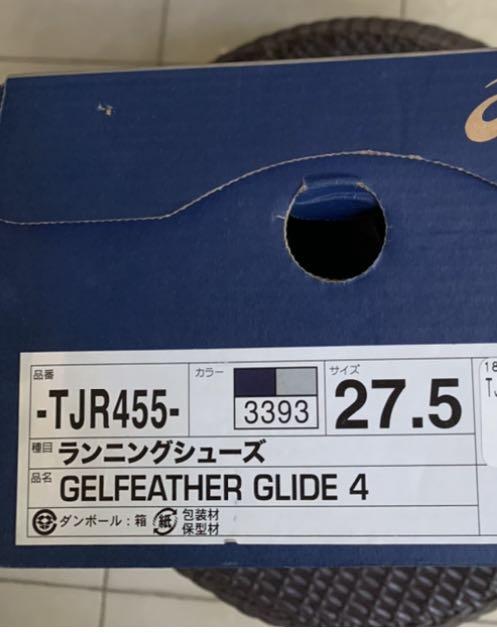 品番
-TJR455-
カラー
3393
サイズ
27.5
18
種目 ランニングシューズ
品名 GELFEATHER GLIDE 4
ダンボール：箱 紙 包装材
保型材